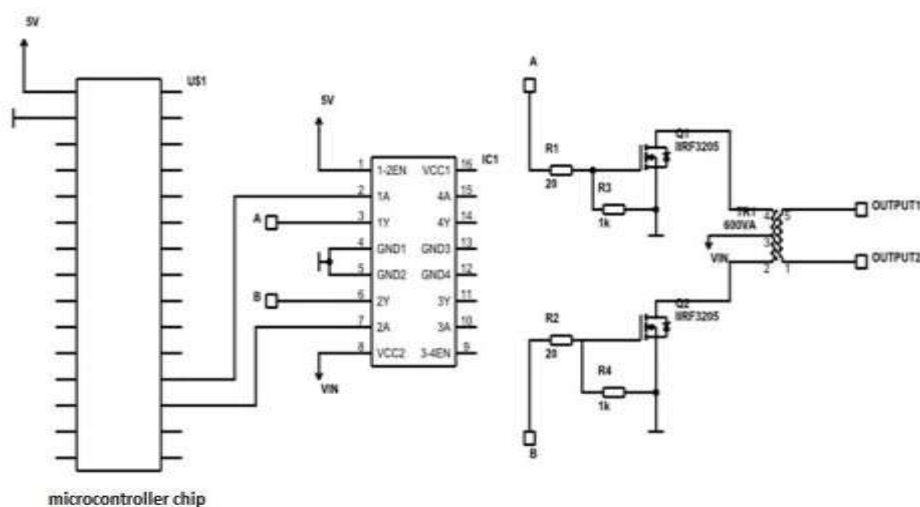 5V
U$1
microcontroller chip
5V
IC1
1 1-2EN VCC1 16
2 1A 4A 15
A 3 1Y 4Y 14
4 GND1 GND3 13
5 GND2 GND4 12
B 6 2Y 3Y 11
7 2A 3A 10
8 VCC2 3-4EN 9
VIN
A
R1
20
R3
1k
Q1
IIRF3205
TR1
600VA
VIN
4 5
3
2 1
OUTPUT1
OUTPUT2
Q2
IIRF3205
R2
20
R4
1k
B